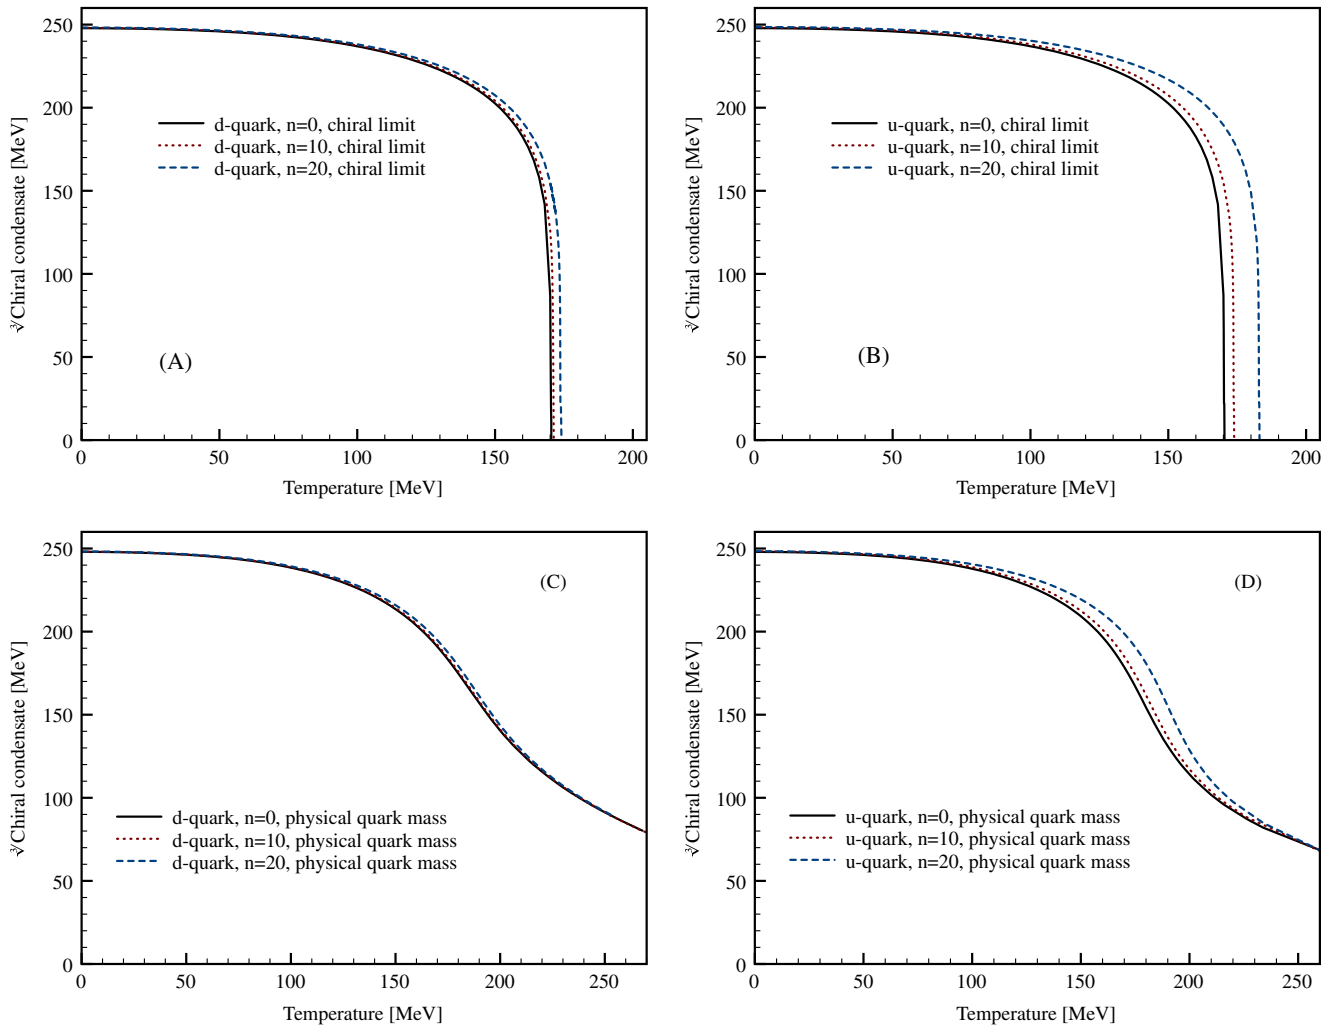 250
200
150
100
50
0
∛Chiral condensate [MeV]
d-quark, n=0, chiral limit
d-quark, n=10, chiral limit
d-quark, n=20, chiral limit
(A)
0 50 100 150 200
Temperature [MeV]
250
200
150
100
50
0
∛Chiral condensate [MeV]
u-quark, n=0, chiral limit
u-quark, n=10, chiral limit
u-quark, n=20, chiral limit
(B)
0 50 100 150 200
Temperature [MeV]
250
200
150
100
50
0
∛Chiral condensate [MeV]
(C)
d-quark, n=0, physical quark mass
d-quark, n=10, physical quark mass
d-quark, n=20, physical quark mass
0 50 100 150 200 250
Temperature [MeV]
250
200
150
100
50
0
∛Chiral condensate [MeV]
(D)
u-quark, n=0, physical quark mass
u-quark, n=10, physical quark mass
u-quark, n=20, physical quark mass
0 50 100 150 200 250
Temperature [MeV]